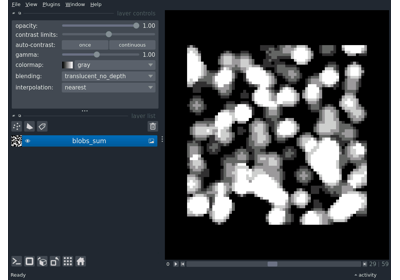 File View Plugins Window Help
layer controls
opacity: 1.00
contrast limits:
auto-contrast: once continuous
gamma: 1.00
colormap: gray
blending: translucent_no_depth
interpolation: nearest
layer list
blobs_sum
29 59
Ready activity